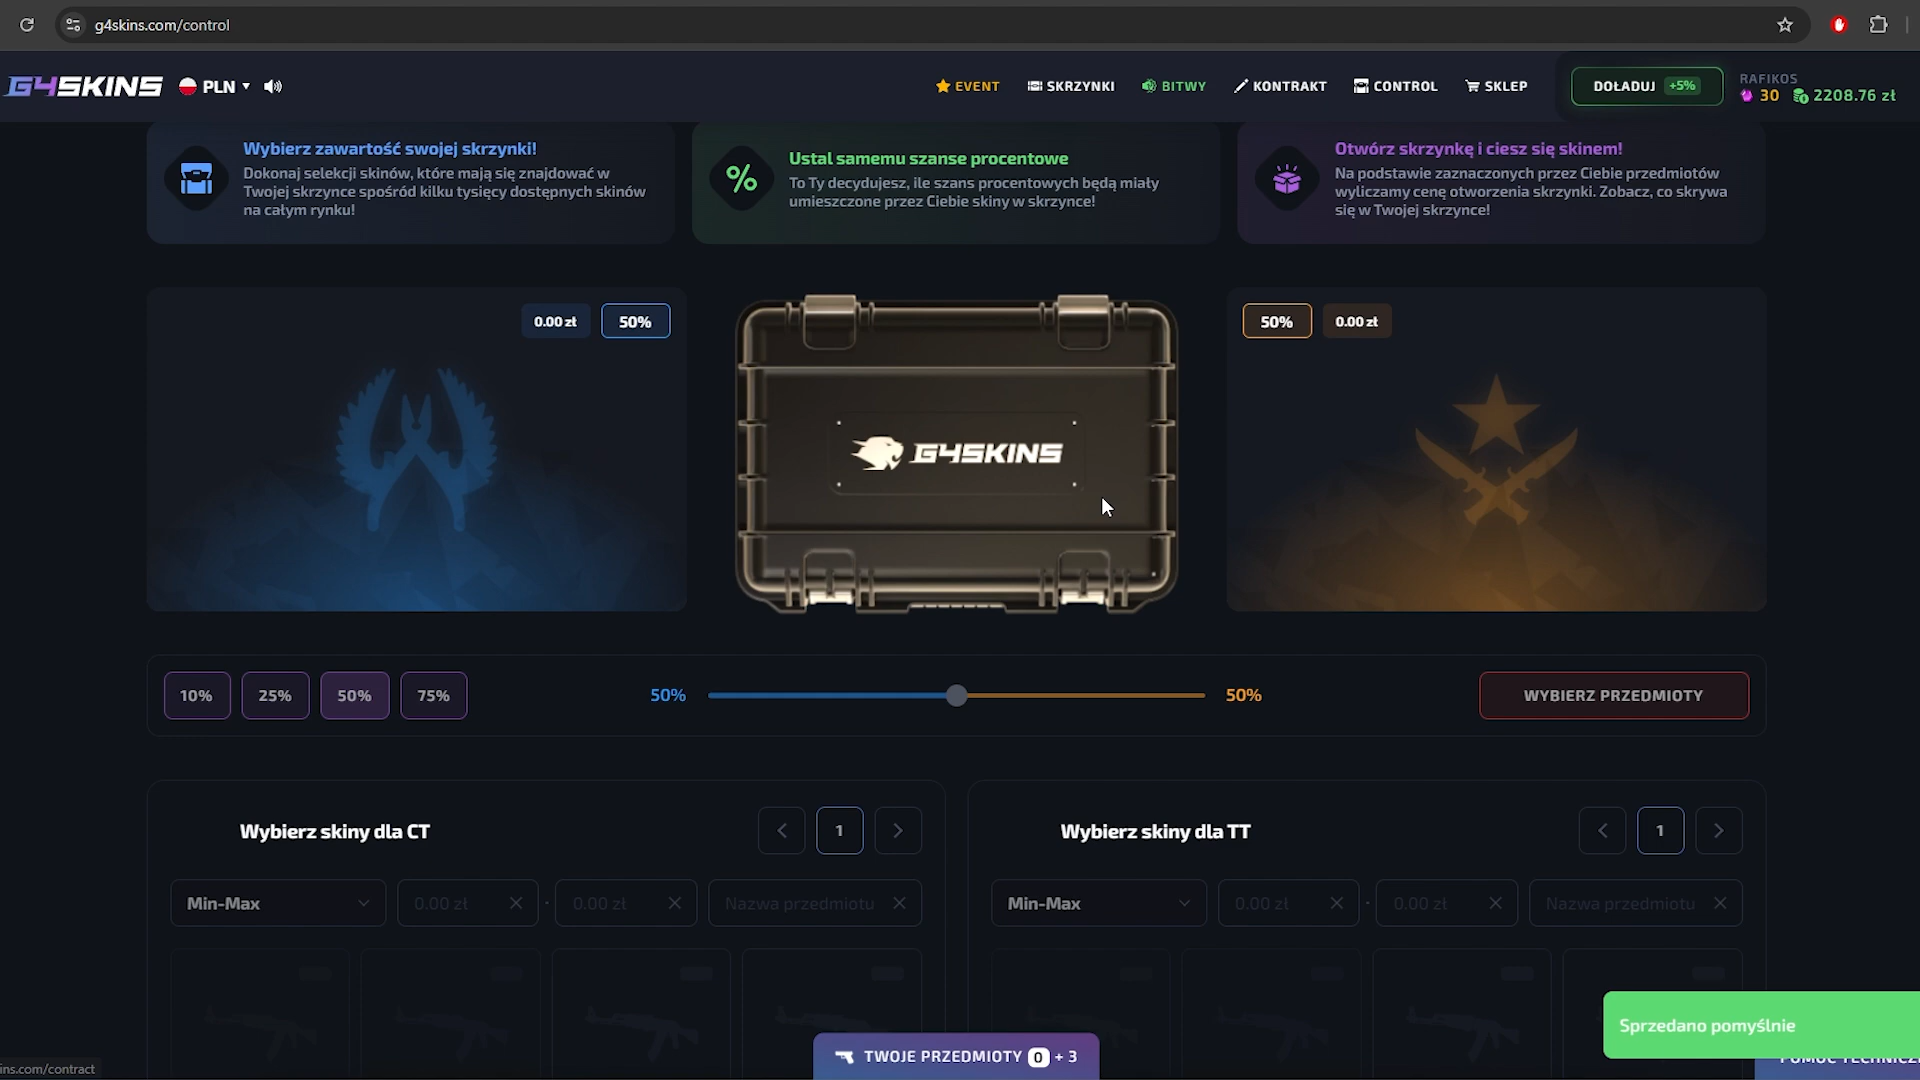 g4skins.com/control
G4SKINS
PLN
EVENT
SKRZYNKI
BITWY
KONTRAKT
CONTROL
SKLEP
DOŁADUJ +5%
RAFIKOS
30 2208.76 zł
Wybierz zawartość swojej skrzynki!
Dokonaj selekcji skinów, które mają się znajdować w
Twojej skrzynce spośród kilku tysięcy dostępnych skinów
na całym rynku!
Ustal samemu szanse procentowe
To Ty decydujesz, ile szans procentowych będą miały
umieszczone przez Ciebie skiny w skrzynce!
Otwórz skrzynkę i ciesz się skinem!
Na podstawie zaznaczonych przez Ciebie przedmiotów
wyliczamy cenę otworzenia skrzynki. Zobacz, co skrywa
się w Twojej skrzynce!
0.00 zł 50%
G4SKINS
50% 0.00 zł
10% 25% 50% 75%
50% 50%
WYBIERZ PRZEDMIOTY
Wybierz skiny dla CT
1
Min-Max 0.00 zł - 0.00 zł Nazwa przedmiotu
Wybierz skiny dla TT
1
Min-Max 0.00 zł - 0.00 zł Nazwa przedmiotu
TWOJE PRZEDMIOTY 0 + 3
Sprzedano pomyślnie
ins.com/contract